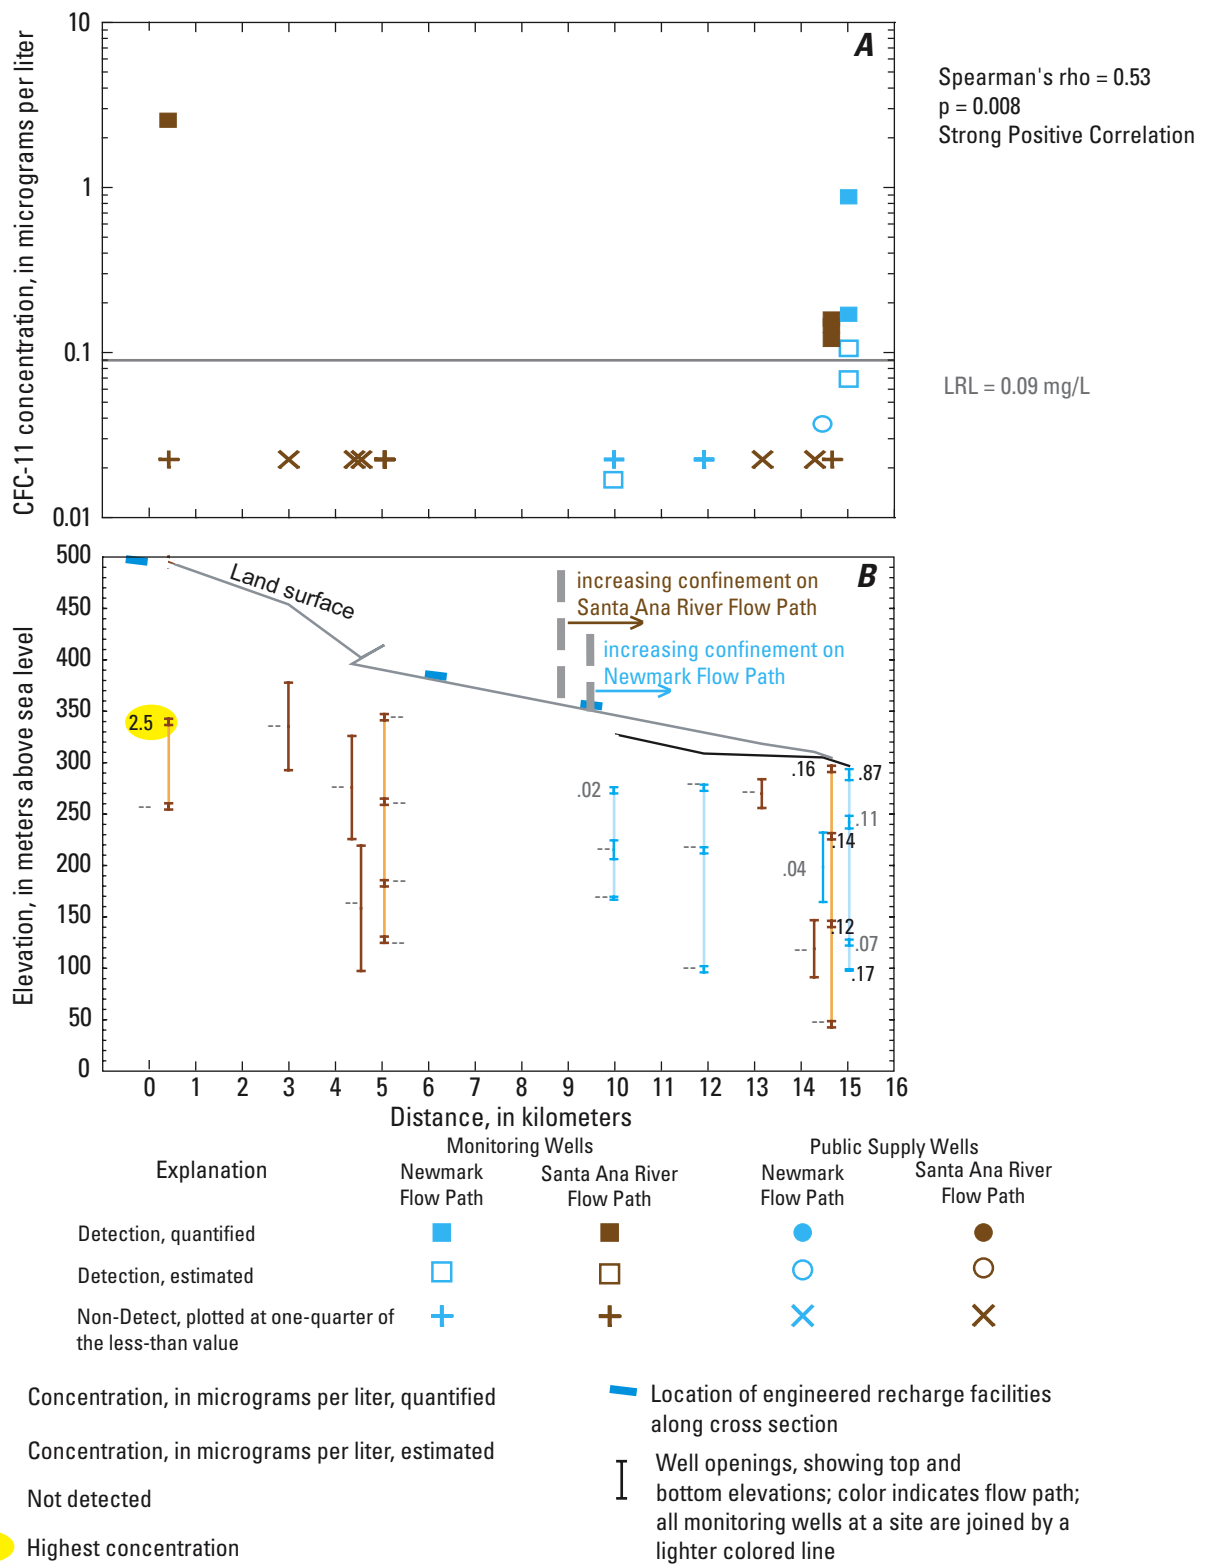 10
A
Spearman's rho = 0.53
p = 0.008
Strong Positive Correlation
CFC-11 concentration, in micrograms per liter
1
0.1
LRL = 0.09 mg/L
0.01
500
B
Land surface
increasing confinement on
Santa Ana River Flow Path
450
increasing confinement on
Newmark Flow Path
400
350
300
250
200
150
100
50
0
Elevation, in meters above sea level
2.5
--
--
--
--
--
--
--
--
.02
--
--
--
--
--
--
.16
.87
.11
.14
.04
.12
.07
--
.17
--
0 1 2 3 4 5 6 7 8 9 10 11 12 13 14 15 16
Distance, in kilometers
Explanation
Monitoring Wells
Public Supply Wells
Newmark
Flow Path
Santa Ana River
Flow Path
Newmark
Flow Path
Santa Ana River
Flow Path
Detection, quantified
Detection, estimated
Non-Detect, plotted at one-quarter of
the less-than value
Concentration, in micrograms per liter, quantified
Concentration, in micrograms per liter, estimated
Not detected
Highest concentration
Location of engineered recharge facilities
along cross section
Well openings, showing top and
bottom elevations; color indicates flow path;
all monitoring wells at a site are joined by a
lighter colored line